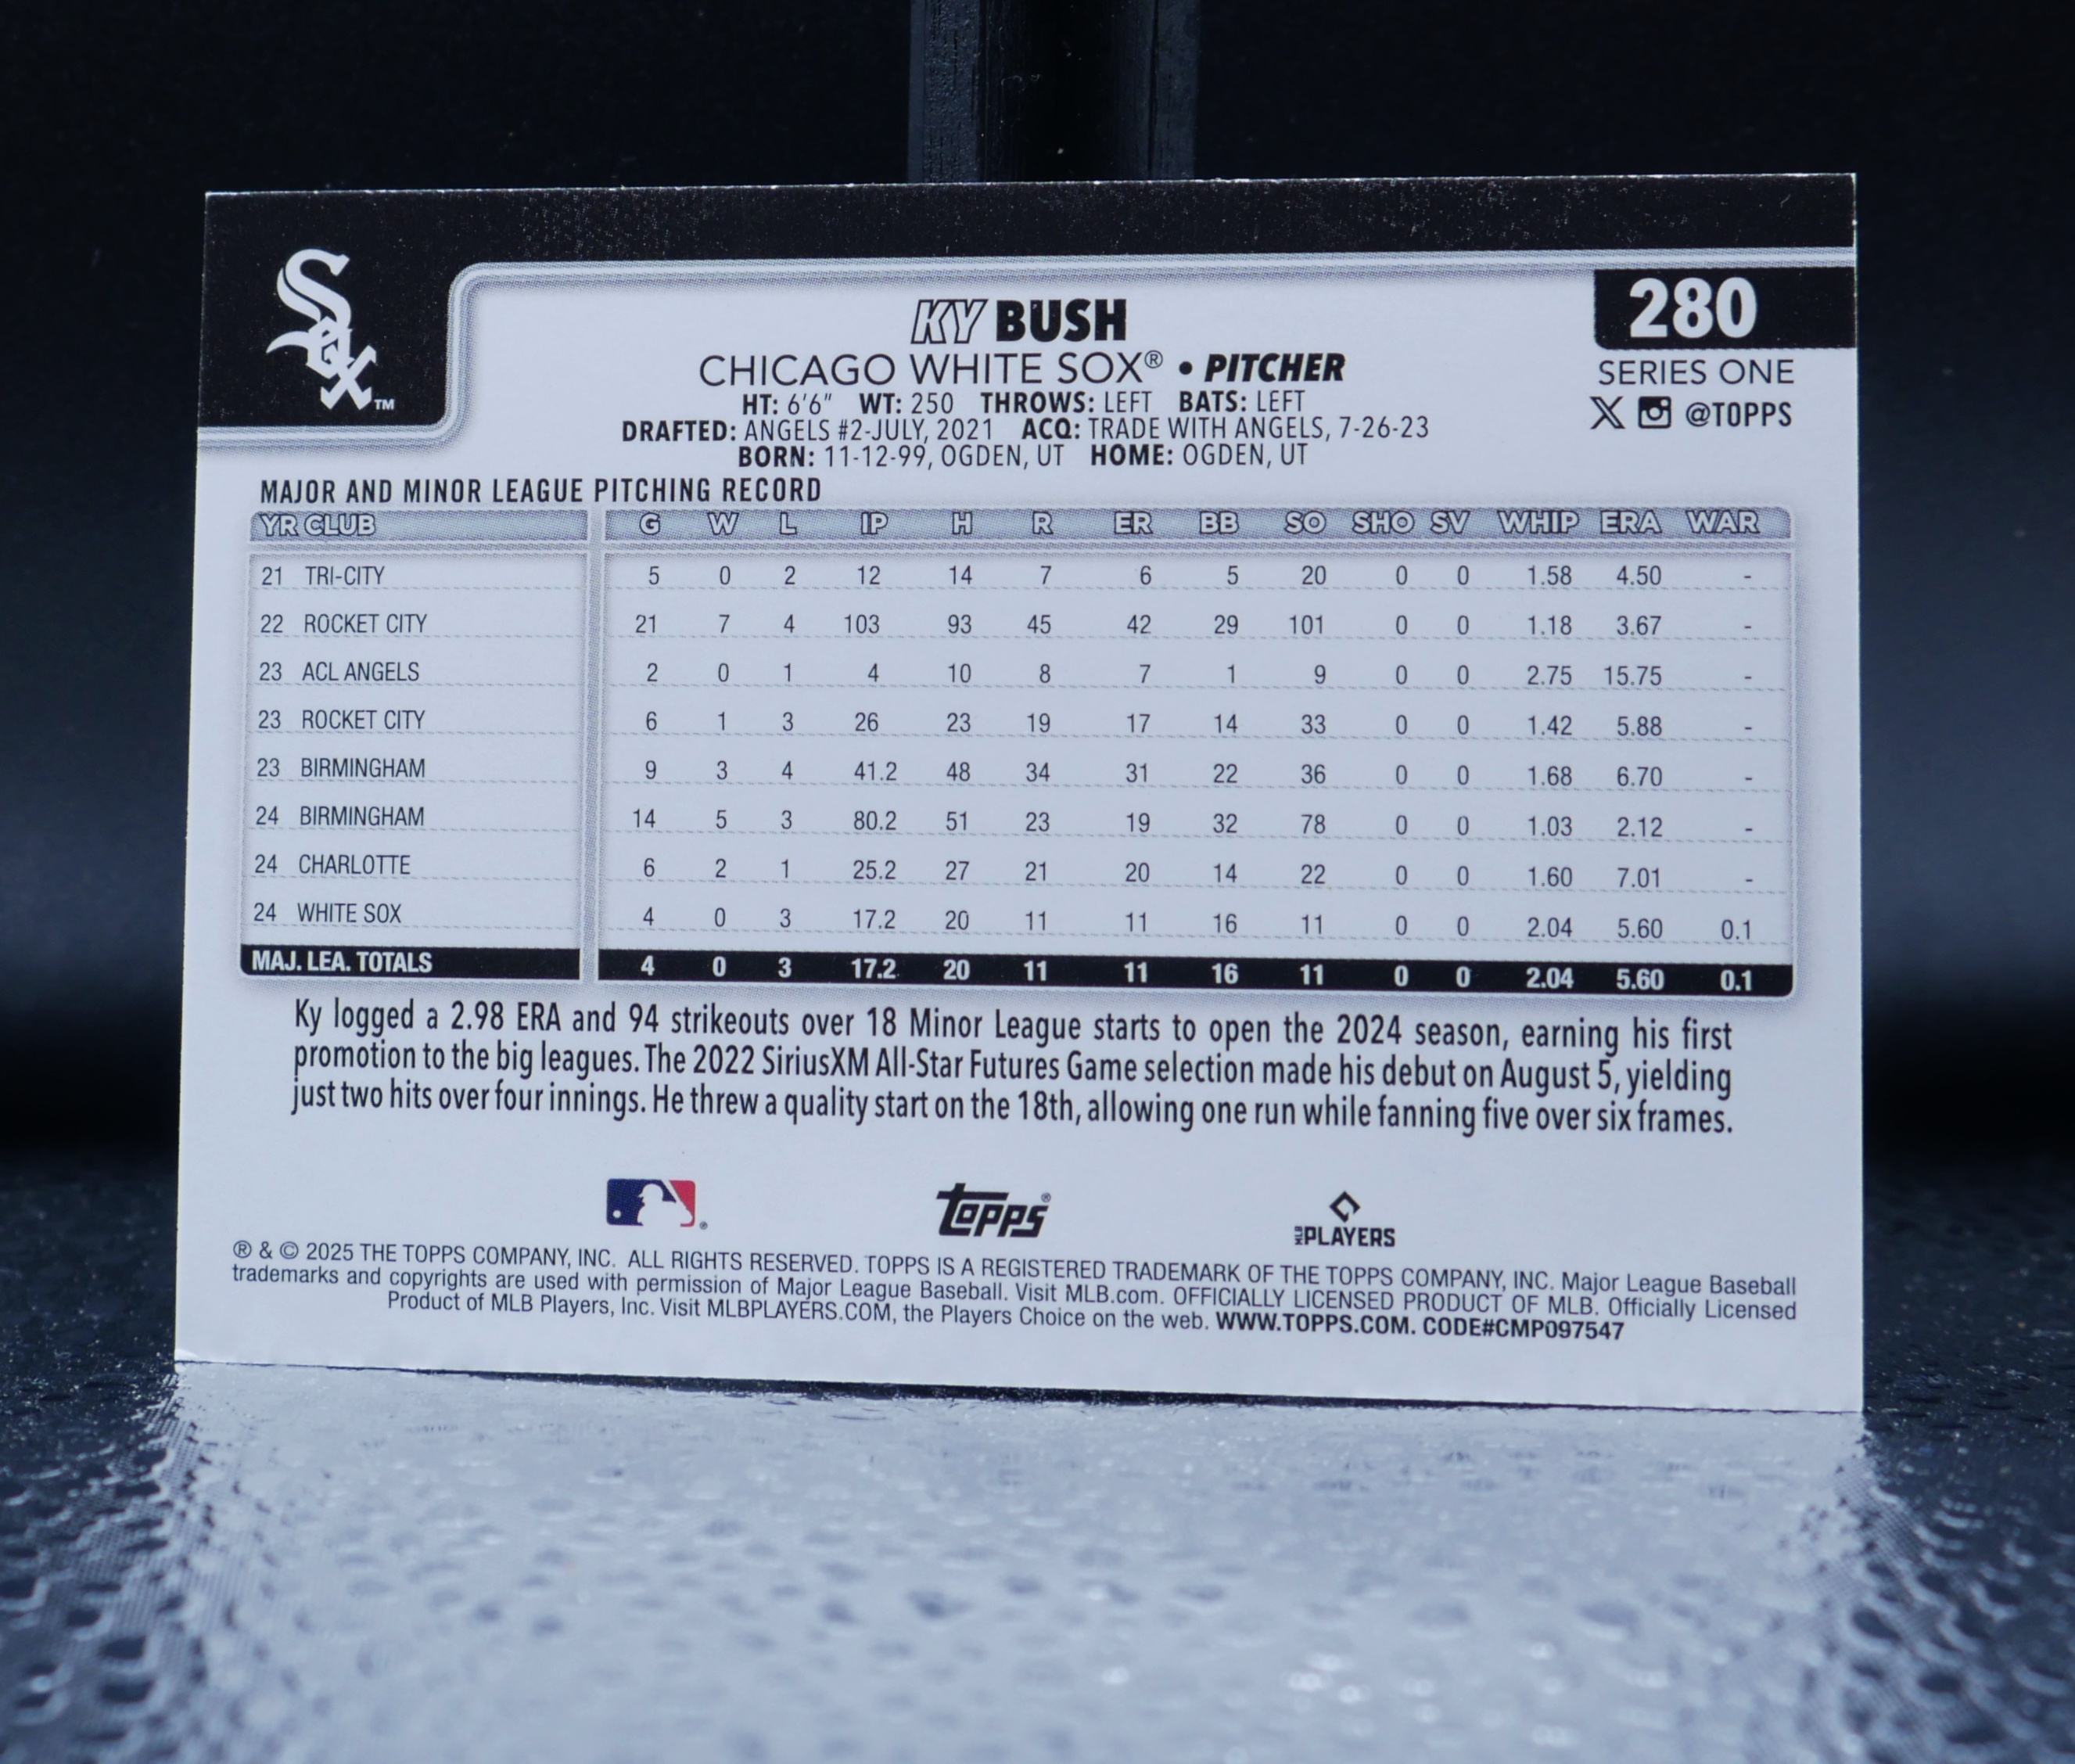 Sox™
KY BUSH
280
CHICAGO WHITE SOX® • PITCHER
SERIES ONE
HT: 6'6" WT: 250 THROWS: LEFT BATS: LEFT
@TOPPS
DRAFTED: ANGELS #2-JULY, 2021 ACQ: TRADE WITH ANGELS, 7-26-23
BORN: 11-12-99, OGDEN, UT HOME: OGDEN, UT
MAJOR AND MINOR LEAGUE PITCHING RECORD
YR CLUB G W L IP H R ER BB SO SHO SV WHIP ERA WAR
21 TRI-CITY 5 0 2 12 14 7 6 5 20 0 0 1.58 4.50 -
22 ROCKET CITY 21 7 4 103 93 45 42 29 101 0 0 1.18 3.67 -
23 ACL ANGELS 2 0 1 4 10 8 7 1 9 0 0 2.75 15.75 -
23 ROCKET CITY 6 1 3 26 23 19 17 14 33 0 0 1.42 5.88 -
23 BIRMINGHAM 9 3 4 41.2 48 34 31 22 36 0 0 1.68 6.70 -
24 BIRMINGHAM 14 5 3 80.2 51 23 19 32 78 0 0 1.03 2.12 -
24 CHARLOTTE 6 2 1 25.2 27 21 20 14 22 0 0 1.60 7.01 -
24 WHITE SOX 4 0 3 17.2 20 11 11 16 11 0 0 2.04 5.60 0.1
MAJ. LEA. TOTALS 4 0 3 17.2 20 11 11 16 11 0 0 2.04 5.60 0.1
Ky logged a 2.98 ERA and 94 strikeouts over 18 Minor League starts to open the 2024 season, earning his first
promotion to the big leagues. The 2022 SiriusXM All-Star Futures Game selection made his debut on August 5, yielding
just two hits over four innings. He threw a quality start on the 18th, allowing one run while fanning five over six frames.
® Topps® MLB PLAYERS
® & © 2025 THE TOPPS COMPANY, INC. ALL RIGHTS RESERVED. TOPPS IS A REGISTERED TRADEMARK OF THE TOPPS COMPANY, INC. Major League Baseball
trademarks and copyrights are used with permission of Major League Baseball. Visit MLB.com. OFFICIALLY LICENSED PRODUCT OF MLB. Officially Licensed
Product of MLB Players, Inc. Visit MLBPLAYERS.COM, the Players Choice on the web. WWW.TOPPS.COM. CODE#CMP097547